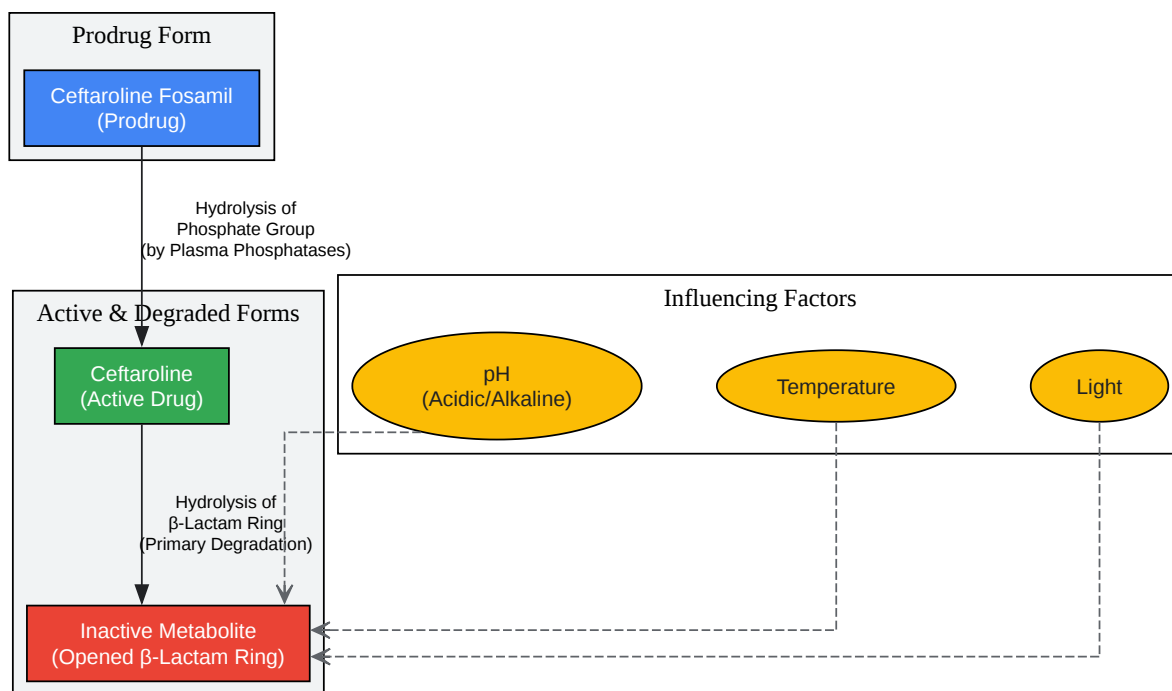 Prodrug Form
Ceftaroline Fosamil
(Prodrug)
Hydrolysis of
Phosphate Group
(by Plasma Phosphatases)
Active & Degraded Forms
Ceftaroline
(Active Drug)
Influencing Factors
pH
(Acidic/Alkaline)
Temperature
Light
Hydrolysis of
β-Lactam Ring
(Primary Degradation)
Inactive Metabolite
(Opened β-Lactam Ring)